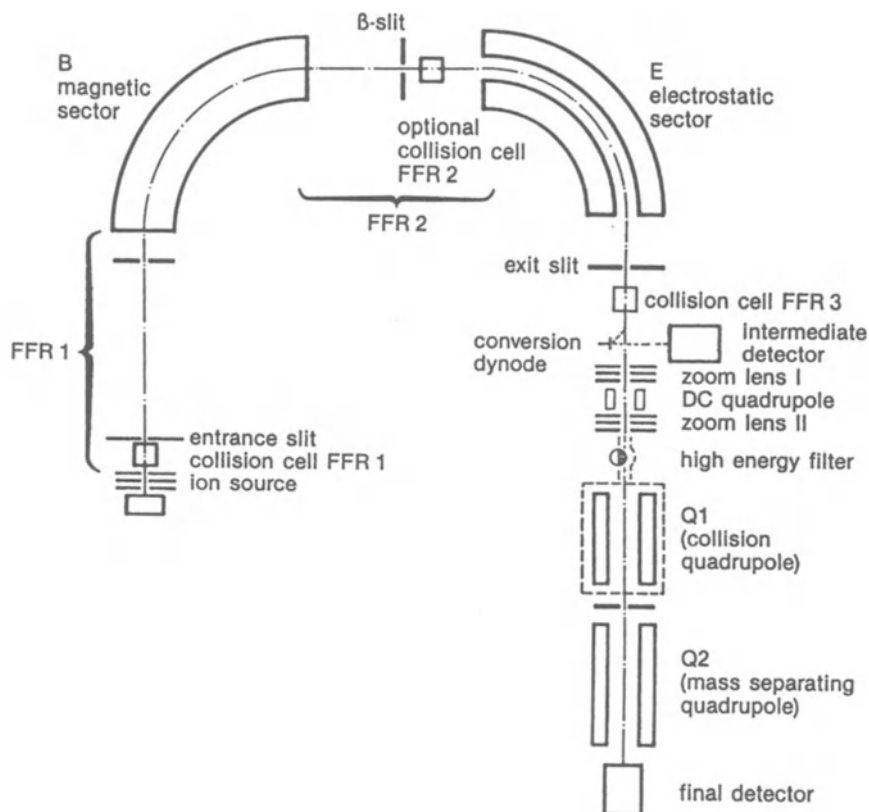 ß-slit
B
magnetic
sector
E
electrostatic
sector
optional
collision cell
FFR 2
FFR 2
FFR 1
exit slit
collision cell FFR 3
conversion
dynode
intermediate
detector
zoom lens I
DC quadrupole
zoom lens II
entrance slit
collision cell FFR 1
ion source
high energy filter
Q1
(collision
quadrupole)
Q2
(mass separating
quadrupole)
final detector